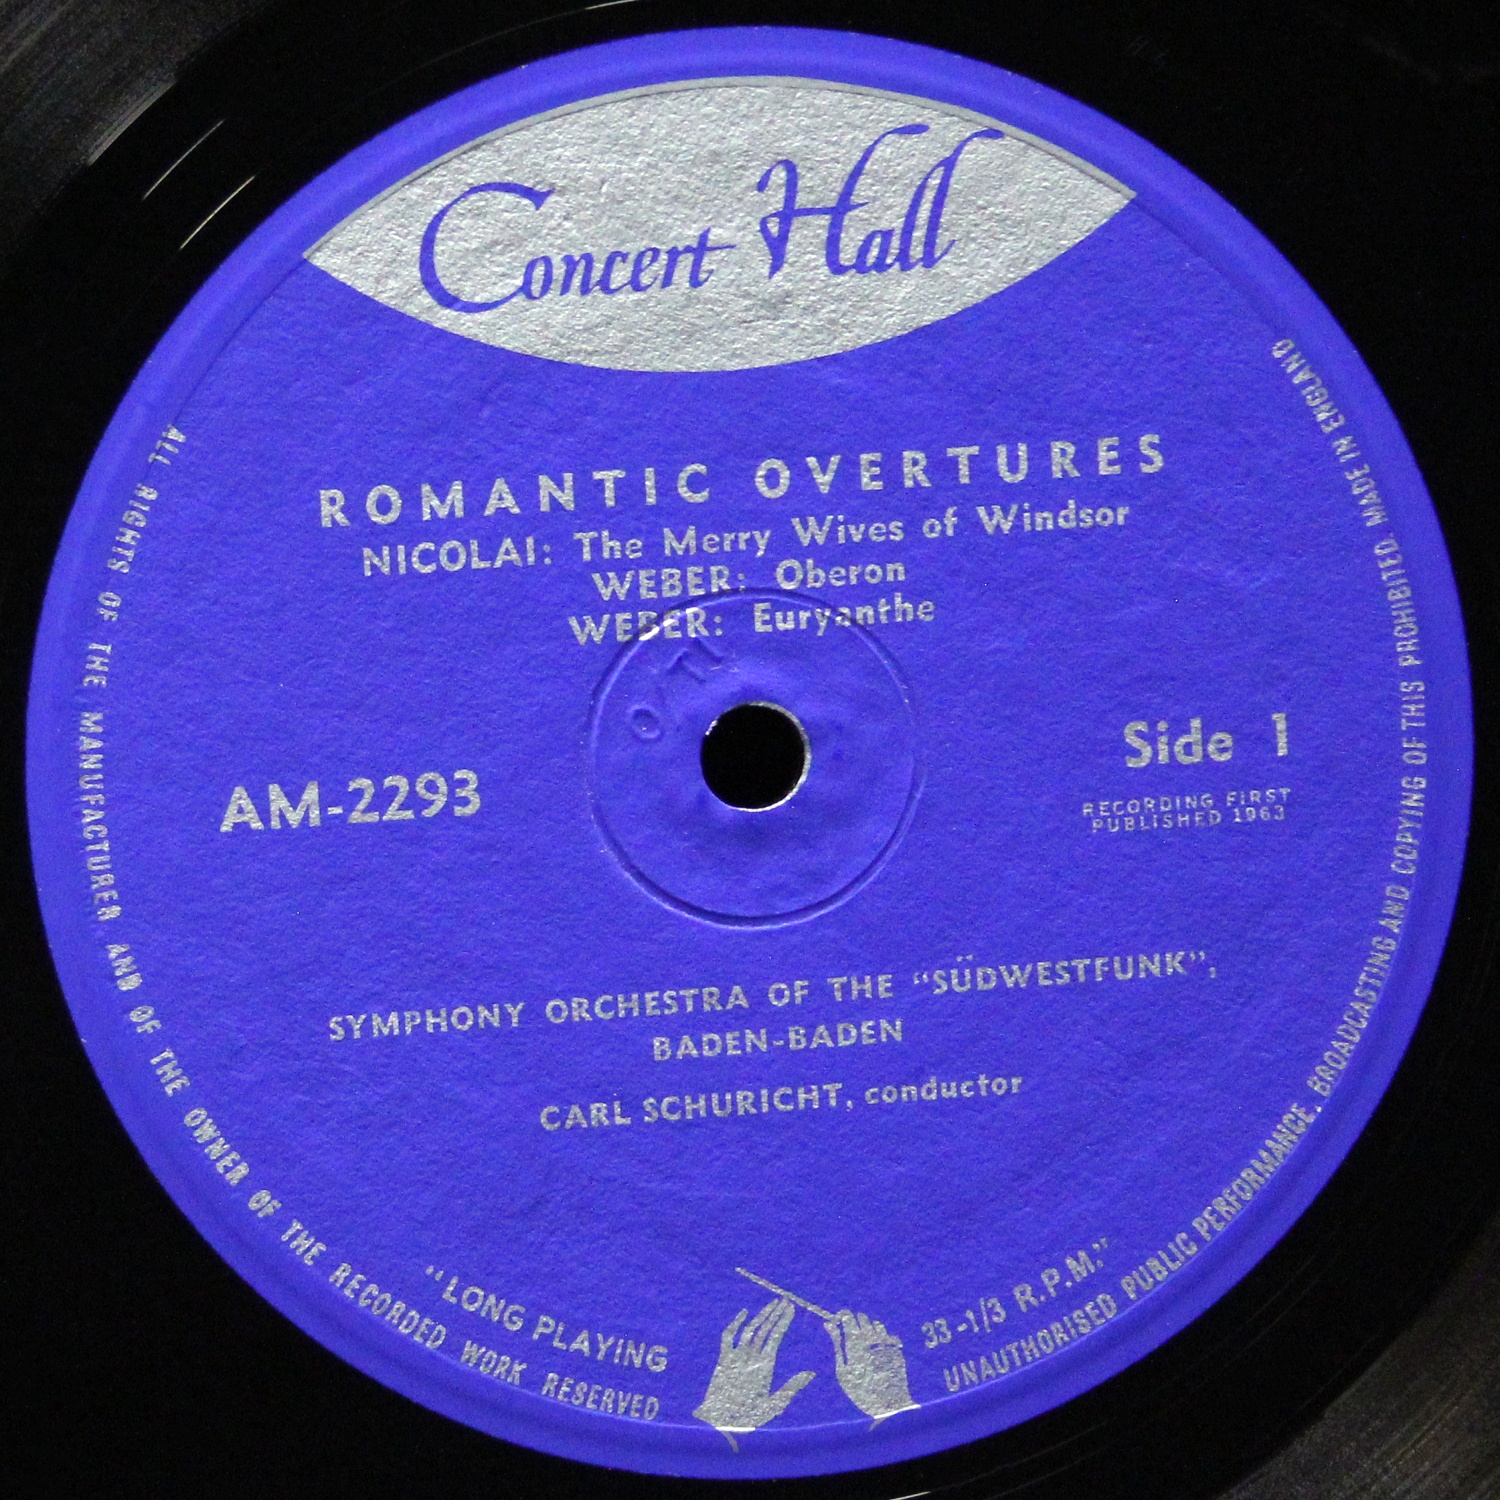 Concert Hall
ROMANTIC OVERTURES
NICOLAI: The Merry Wives of Windsor
WEBER: Oberon
WEBER: Euryanthe
AM-2293
Side 1
RECORDING FIRST
PUBLISHED 1963
SYMPHONY ORCHESTRA OF THE “SÜDWESTFUNK”,
BADEN-BADEN
CARL SCHURICHT, conductor
“LONG PLAYING
33-1/3 R.P.M.”
ALL RIGHTS OF THE MANUFACTURER AND OF THE OWNER OF THE RECORDED WORK RESERVED
UNAUTHORISED PUBLIC PERFORMANCE, BROADCASTING AND COPYING OF THIS PROHIBITED. MADE IN ENGLAND